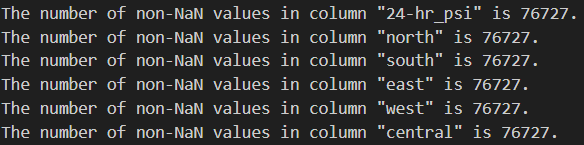 The number of non-NaN values in column "24-hr_psi" is 76727.
The number of non-NaN values in column "north" is 76727.
The number of non-NaN values in column "south" is 76727.
The number of non-NaN values in column "east" is 76727.
The number of non-NaN values in column "west" is 76727.
The number of non-NaN values in column "central" is 76727.